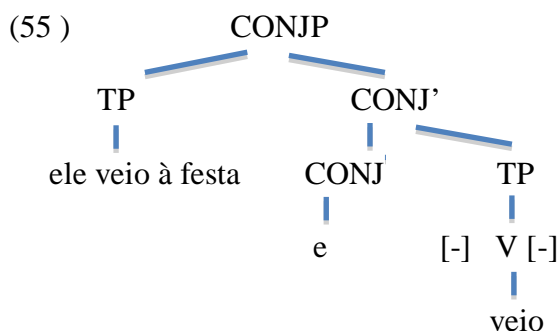 (55 ) CONJP
TP CONJ’
ele veio à festa CONJ' TP
e [-] V [-]
veio